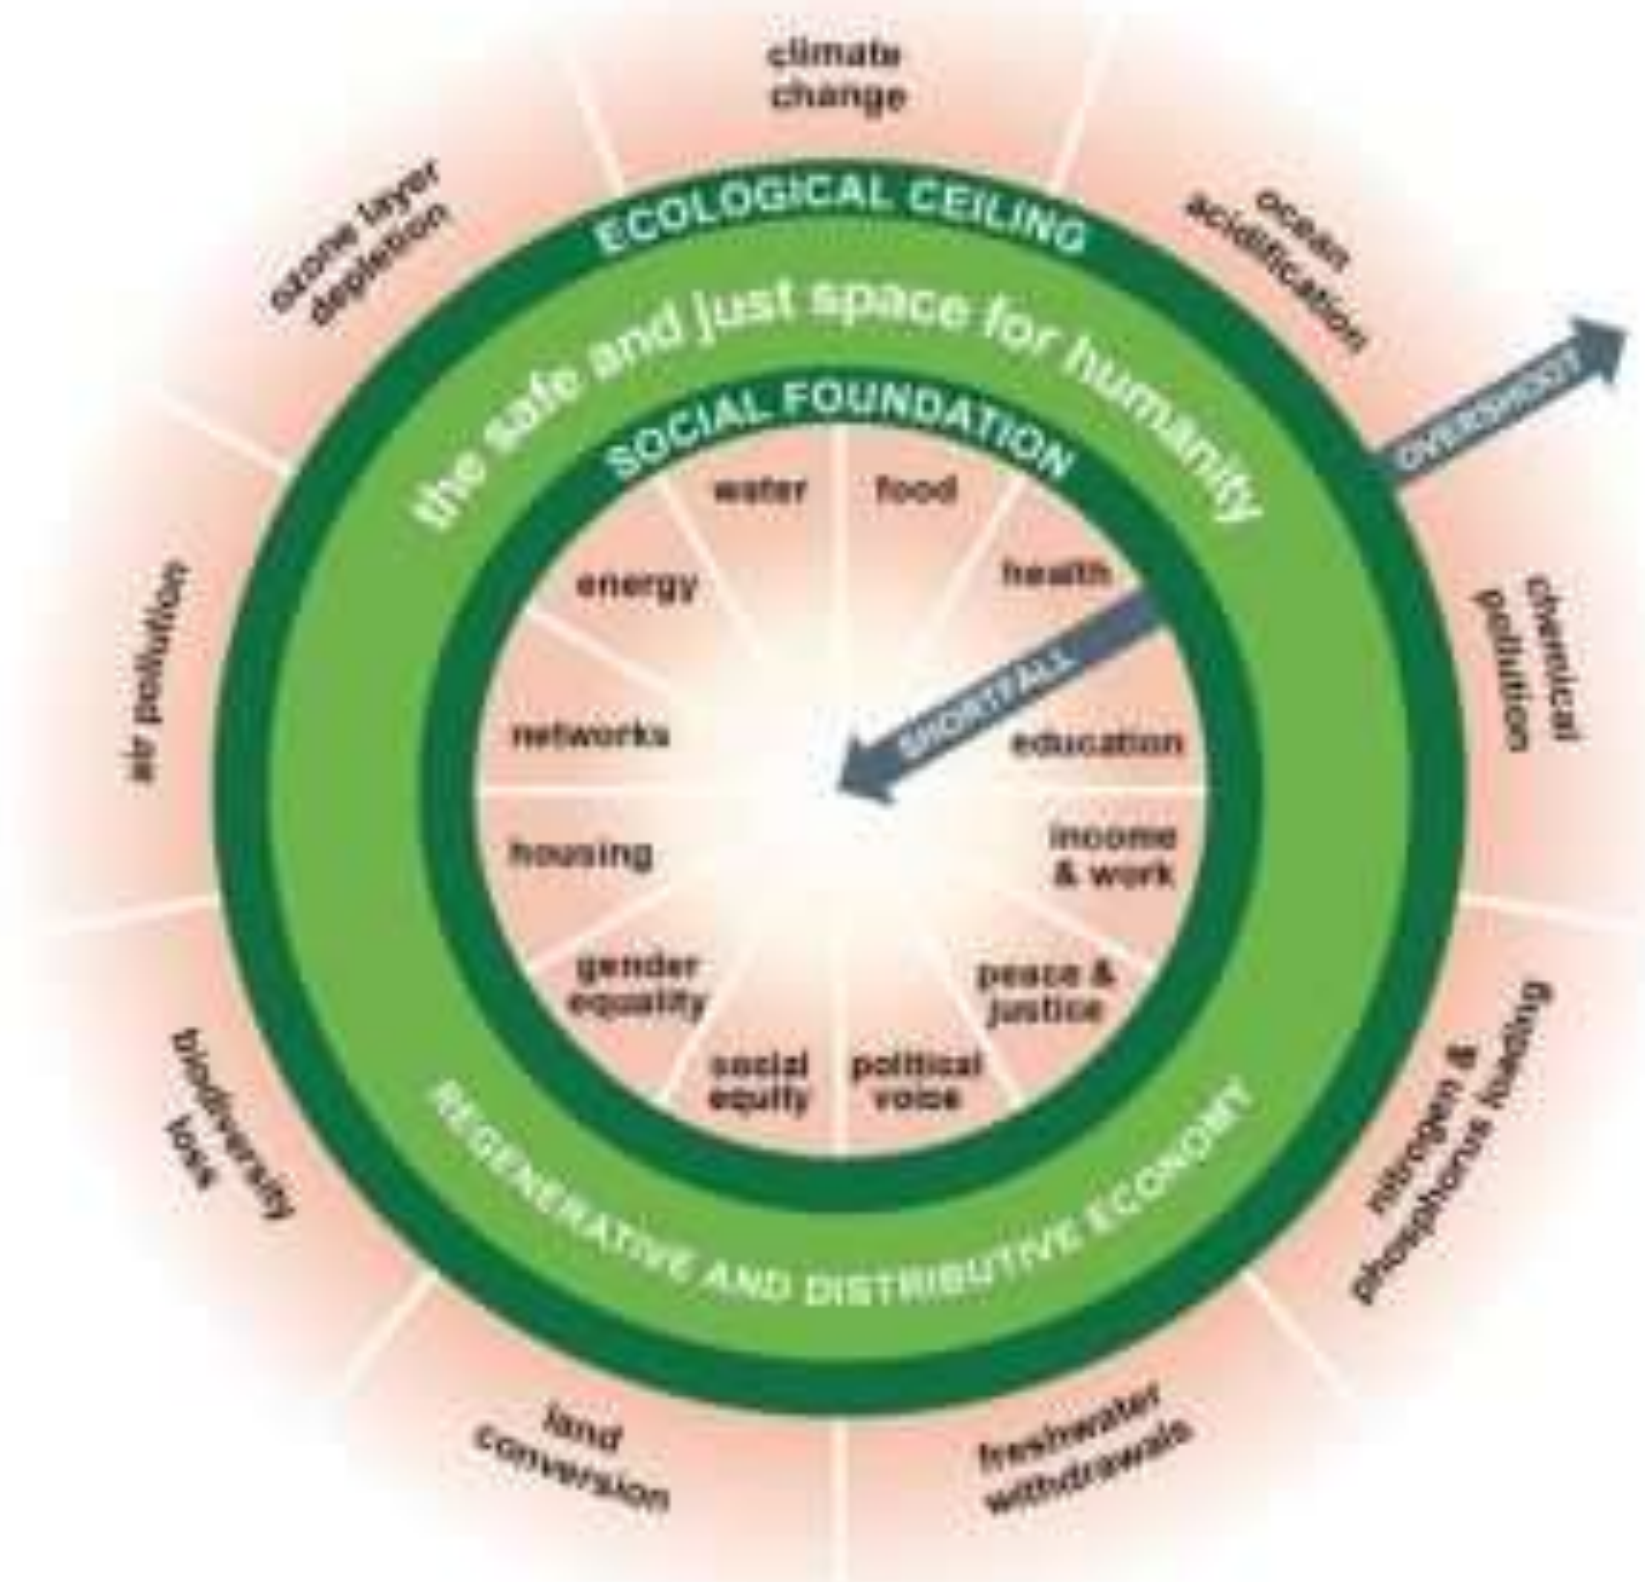 climate
change
ozone layer
depletion
ocean
acidification
ECOLOGICAL CEILING
the safe and just space for humanity
OVERSHOOT
SOCIAL FOUNDATION
water
food
energy
health
SHORTFALL
networks
education
housing
income
& work
gender
equality
peace &
justice
social
equity
political
voice
air pollution
chemical
pollution
biodiversity
loss
nitrogen &
phosphorus loading
REGENERATIVE AND DISTRIBUTIVE ECONOMY
land
conversion
freshwater
withdrawals